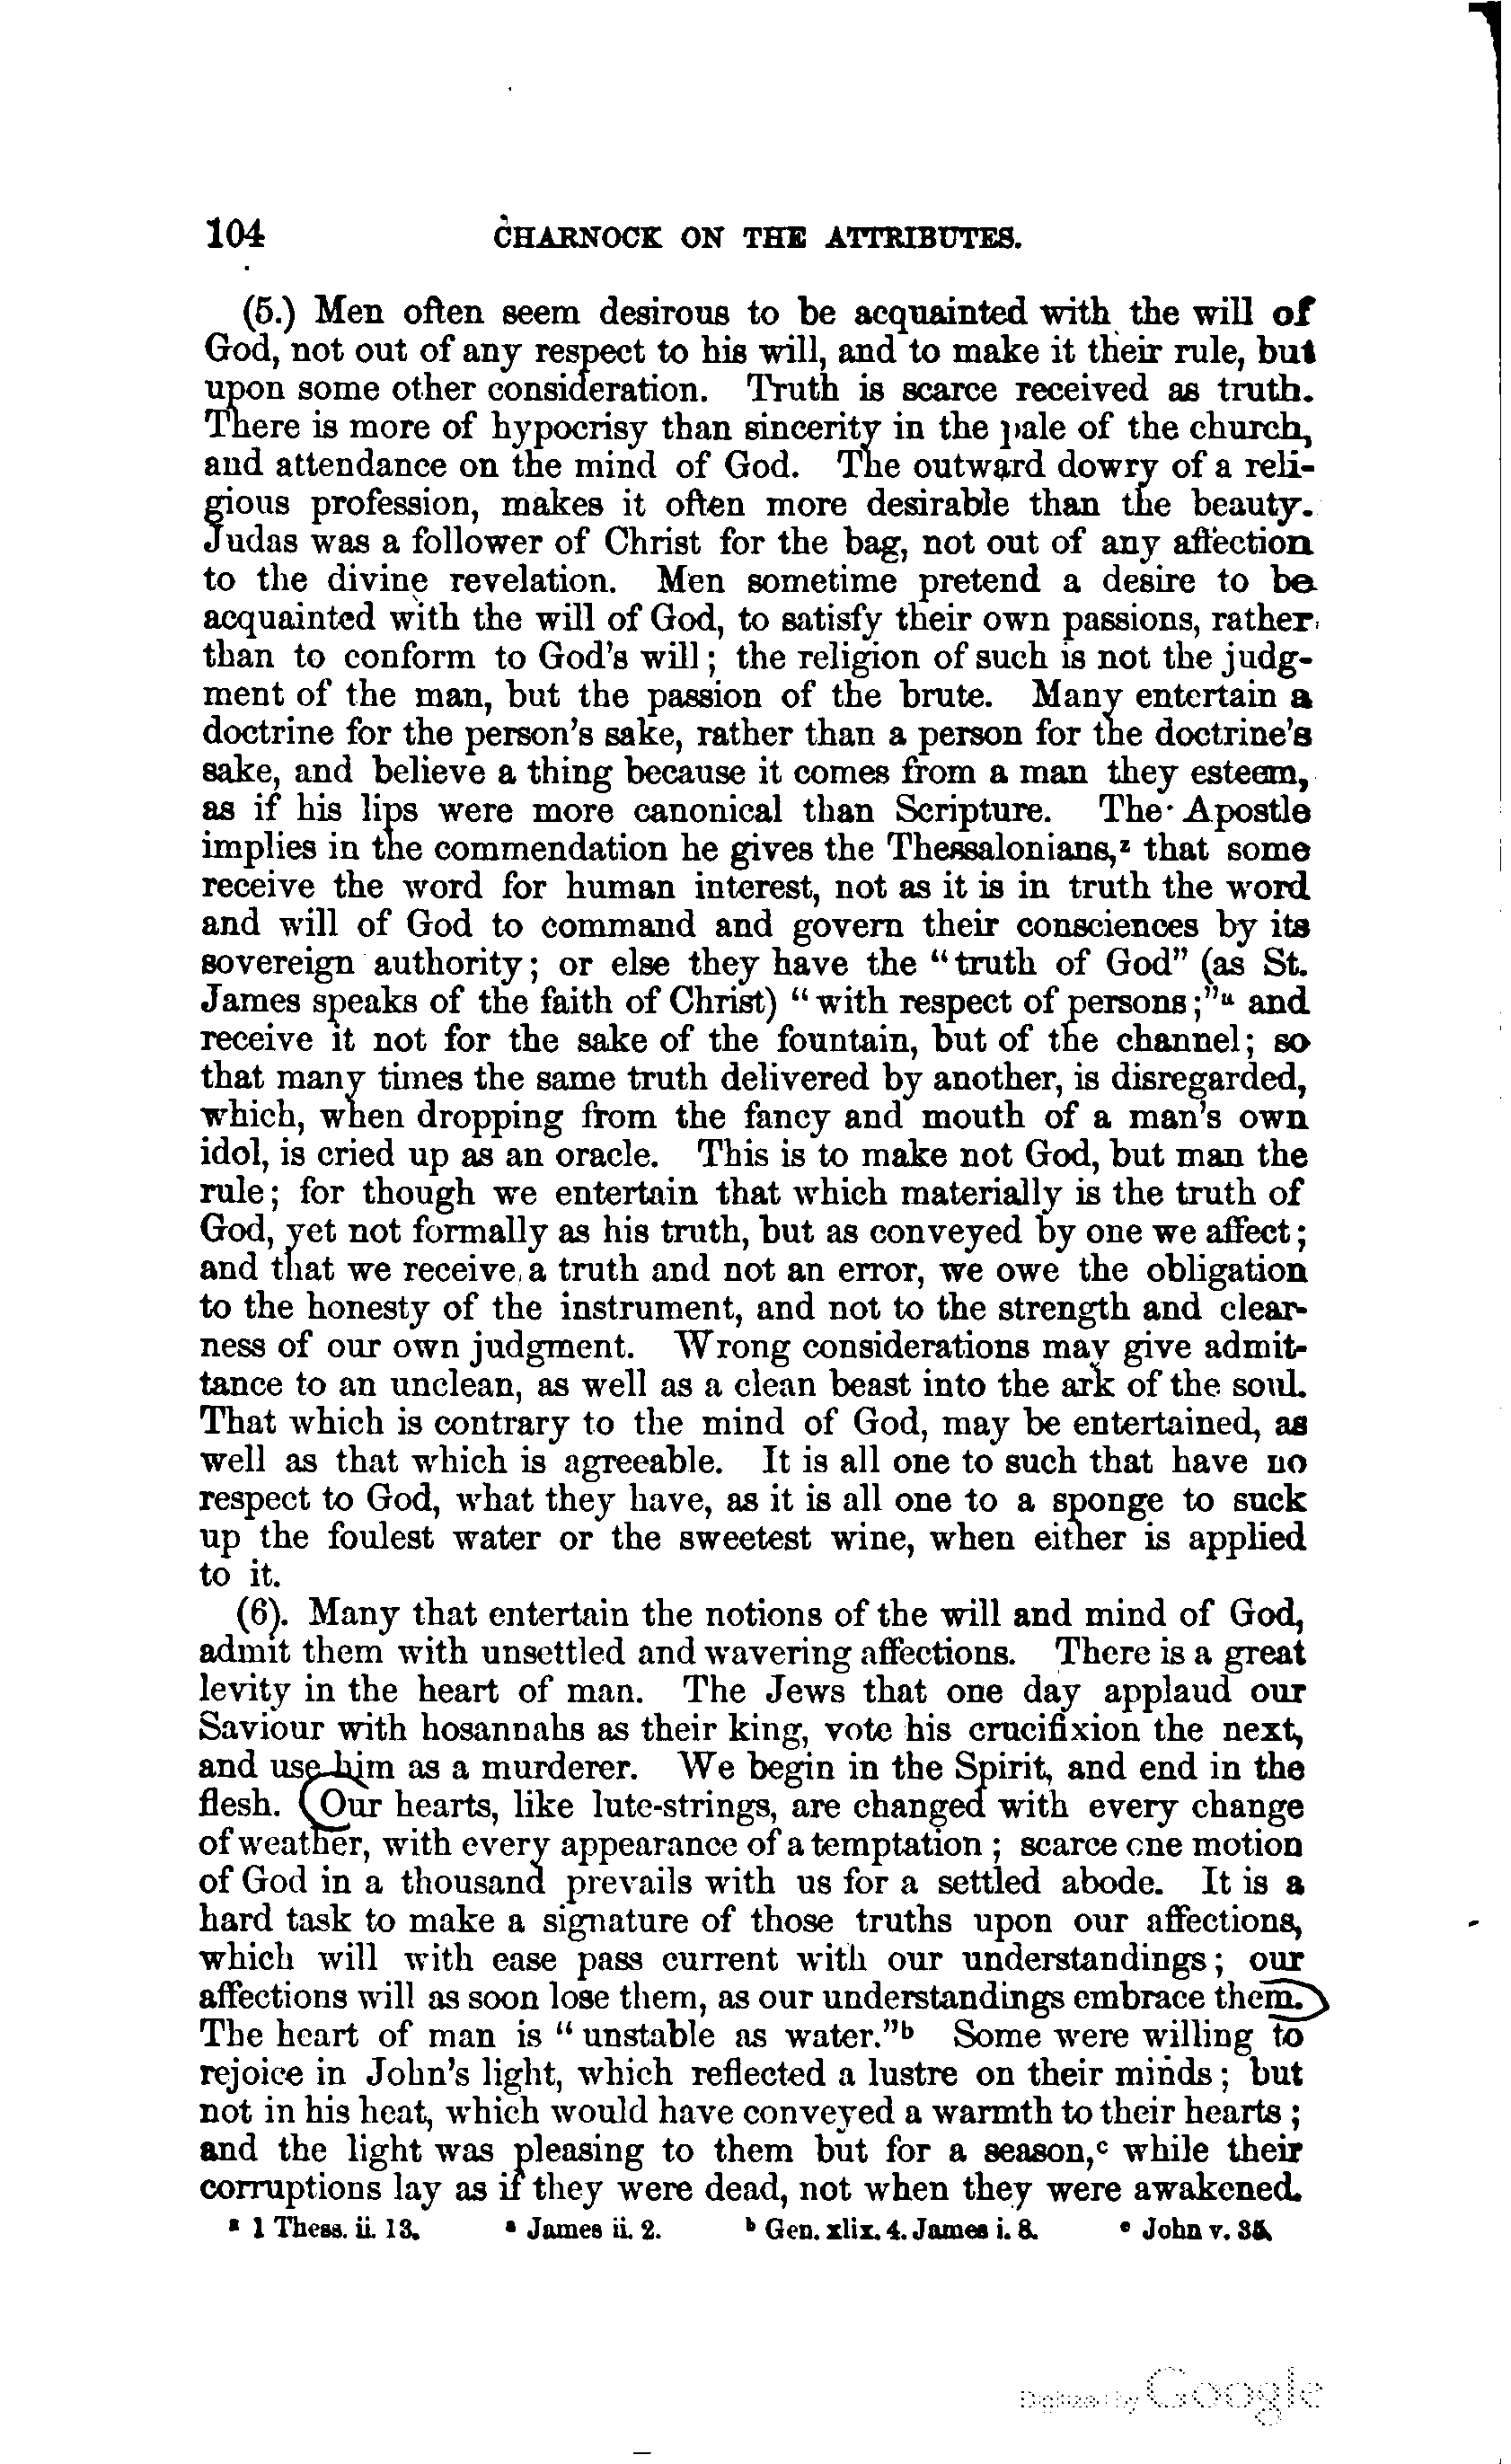 104 CHARNOCK ON THE ATTRIBUTES.
(5.) Men often seem desirous to be acquainted with the will of
God, not out of any respect to his will, and to make it their rule, but
upon some other consideration. Truth is scarce received as truth.
There is more of hypocrisy than sincerity in the pale of the church,
and attendance on the mind of God. The outward dowry of a reli-
gious profession, makes it often more desirable than the beauty.
Judas was a follower of Christ for the bag, not out of any affection
to the divine revelation. Men sometime pretend a desire to be
acquainted with the will of God, to satisfy their own passions, rather
than to conform to God's will; the religion of such is not the judg-
ment of the man, but the passion of the brute. Many entertain a
doctrine for the person's sake, rather than a person for the doctrine's
sake, and believe a thing because it comes from a man they esteem,
as if his lips were more canonical than Scripture. The Apostle
implies in the commendation he gives the Thessalonians,z that some
receive the word for human interest, not as it is in truth the word
and will of God to command and govern their consciences by its
sovereign authority; or else they have the "truth of God" (as St.
James speaks of the faith of Christ) "with respect of persons;"a and
receive it not for the sake of the fountain, but of the channel; so
that many times the same truth delivered by another, is disregarded,
which, when dropping from the fancy and mouth of a man's own
idol, is cried up as an oracle. This is to make not God, but man the
rule; for though we entertain that which materially is the truth of
God, yet not formally as his truth, but as conveyed by one we affect;
and that we receive a truth and not an error, we owe the obligation
to the honesty of the instrument, and not to the strength and clear-
ness of our own judgment. Wrong considerations may give admit-
tance to an unclean, as well as a clean beast into the ark of the soul.
That which is contrary to the mind of God, may be entertained, as
well as that which is agreeable. It is all one to such that have no
respect to God, what they have, as it is all one to a sponge to suck
up the foulest water or the sweetest wine, when either is applied
to it.
(6). Many that entertain the notions of the will and mind of God,
admit them with unsettled and wavering affections. There is a great
levity in the heart of man. The Jews that one day applaud our
Saviour with hosannahs as their king, vote his crucifixion the next,
and use him as a murderer. We begin in the Spirit, and end in the
flesh. Our hearts, like lute-strings, are changed with every change
of weather, with every appearance of a temptation; scarce one motion
of God in a thousand prevails with us for a settled abode. It is a
hard task to make a signature of those truths upon our affections,
which will with ease pass current with our understandings; our
affections will as soon lose them, as our understandings embrace them.
The heart of man is "unstable as water."b Some were willing to
rejoice in John's light, which reflected a lustre on their minds; but
not in his heat, which would have conveyed a warmth to their hearts;
and the light was pleasing to them but for a season,c while their
corruptions lay as if they were dead, not when they were awakened.
z 1 Thess. ii. 13. a James ii. 2. b Gen. xlix. 4. James i. 8. c John v. 35.
Digitized by Google